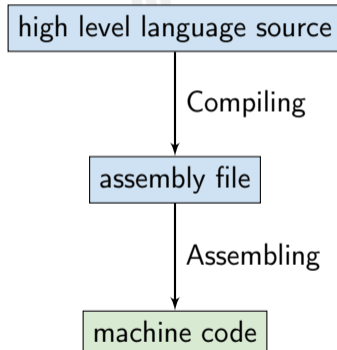 high level language source
Compiling
assembly file
Assembling
machine code